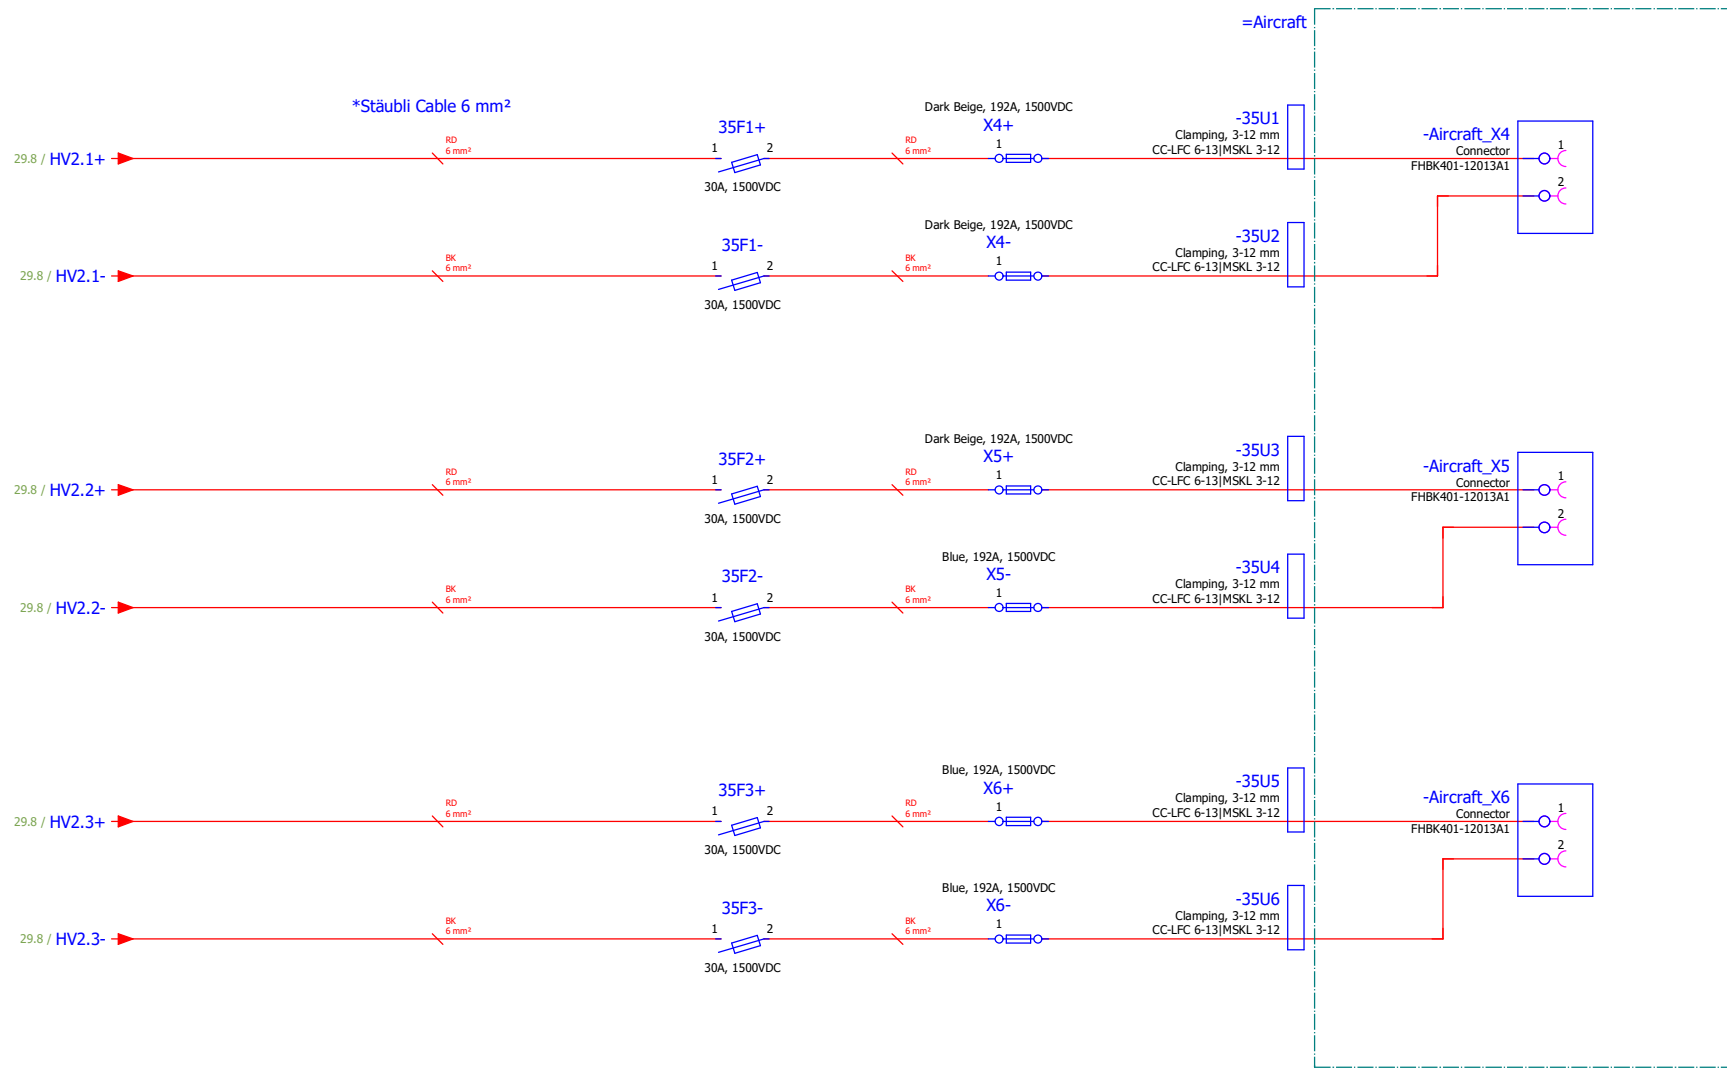 =Aircraft
*Stäubli Cable 6 mm²
29.8 / HV2.1+
RD
6 mm²
35F1+
1 2
30A, 1500VDC
RD
6 mm²
Dark Beige, 192A, 1500VDC
X4+
1
-35U1
Clamping, 3-12 mm
CC-LFC 6-13|MSKL 3-12
-Aircraft_X4
Connector
FHBK401-12013A1
1
2
29.8 / HV2.1-
BK
6 mm²
35F1-
1 2
30A, 1500VDC
BK
6 mm²
Dark Beige, 192A, 1500VDC
X4-
1
-35U2
Clamping, 3-12 mm
CC-LFC 6-13|MSKL 3-12
29.8 / HV2.2+
RD
6 mm²
35F2+
1 2
30A, 1500VDC
RD
6 mm²
Dark Beige, 192A, 1500VDC
X5+
1
-35U3
Clamping, 3-12 mm
CC-LFC 6-13|MSKL 3-12
-Aircraft_X5
Connector
FHBK401-12013A1
1
2
29.8 / HV2.2-
BK
6 mm²
35F2-
1 2
30A, 1500VDC
BK
6 mm²
Blue, 192A, 1500VDC
X5-
1
-35U4
Clamping, 3-12 mm
CC-LFC 6-13|MSKL 3-12
29.8 / HV2.3+
RD
6 mm²
35F3+
1 2
30A, 1500VDC
RD
6 mm²
Blue, 192A, 1500VDC
X6+
1
-35U5
Clamping, 3-12 mm
CC-LFC 6-13|MSKL 3-12
-Aircraft_X6
Connector
FHBK401-12013A1
1
2
29.8 / HV2.3-
BK
6 mm²
35F3-
1 2
30A, 1500VDC
BK
6 mm²
Blue, 192A, 1500VDC
X6-
1
-35U6
Clamping, 3-12 mm
CC-LFC 6-13|MSKL 3-12